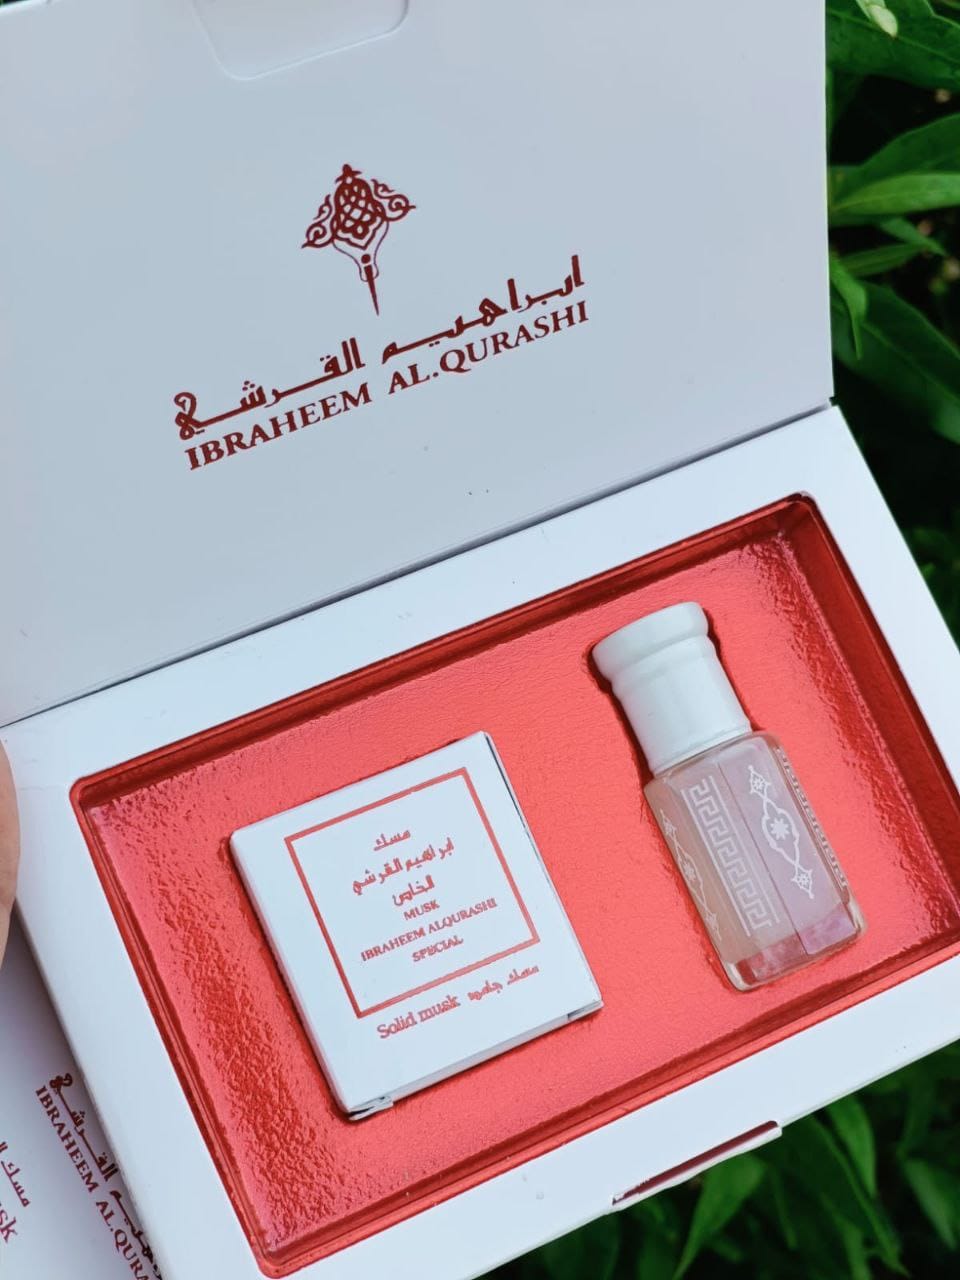 ابراهيم القرشي
IBRAHEEM AL.QURASHI
مسك
ابراهيم القرشي
الخاص
MUSK
IBRAHEEM ALQURASHI
SPECIAL
Solid musk مسك جامد
ابراهيم القرشي
IBRAHEEM AL.QURA
مسك